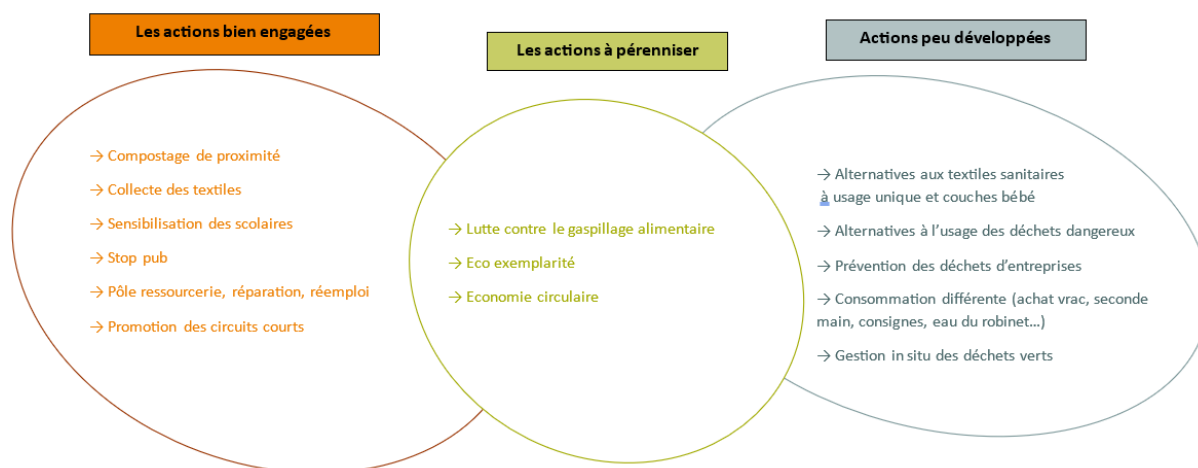 Les actions bien engagées
→ Compostage de proximité
→ Collecte des textiles
→ Sensibilisation des scolaires
→ Stop pub
→ Pôle ressourcerie, réparation, réemploi
→ Promotion des circuits courts
Les actions à pérenniser
→ Lutte contre le gaspillage alimentaire
→ Eco exemplarité
→ Economie circulaire
Actions peu développées
→ Alternatives aux textiles sanitaires
à usage unique et couches bébé
→ Alternatives à l’usage des déchets dangereux
→ Prévention des déchets d’entreprises
→ Consommation différente (achat vrac, seconde
main, consignes, eau du robinet…)
→ Gestion in situ des déchets verts